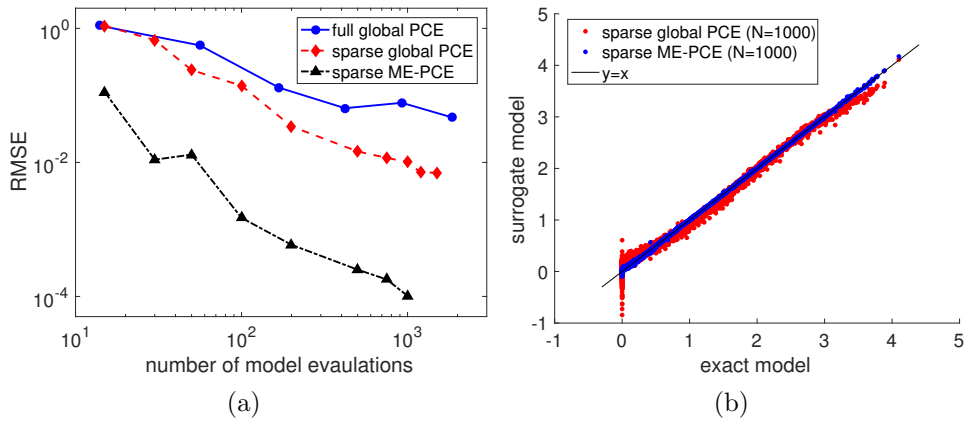 full global PCE
sparse global PCE
sparse ME-PCE
10^0
10^-2
10^-4
RMSE
10^1
10^2
10^3
number of model evaulations
(a)
sparse global PCE (N=1000)
sparse ME-PCE (N=1000)
y=x
5
4
3
2
1
0
-1
surrogate model
-1
0
1
2
3
4
5
exact model
(b)